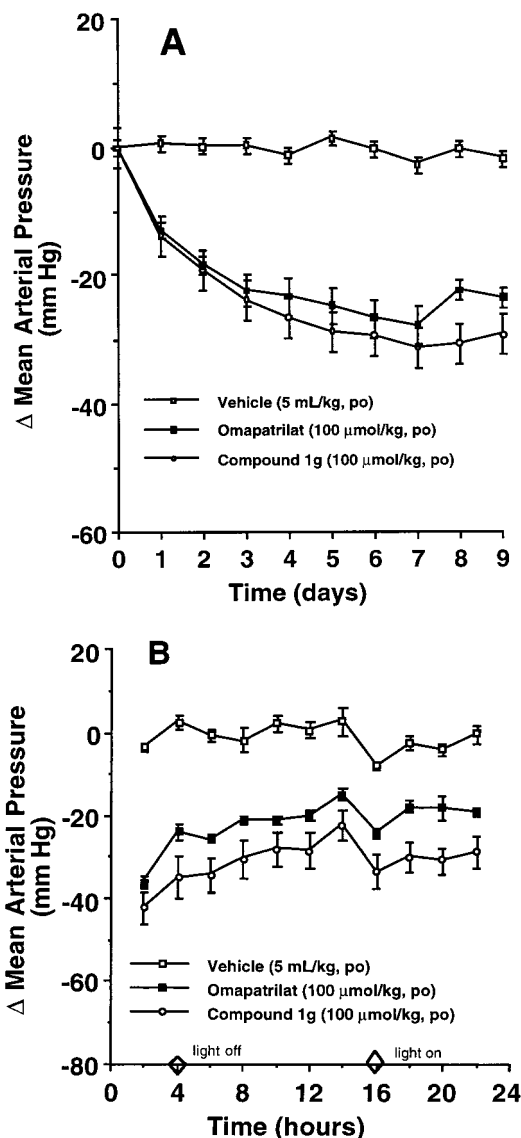 A
20
0
-20
-40
-60
Δ Mean Arterial Pressure
(mm Hg)
Vehicle (5 mL/kg, po)
Omapatrilat (100 μmol/kg, po)
Compound 1g (100 μmol/kg, po)
0 1 2 3 4 5 6 7 8 9
Time (days)
B
20
0
-20
-40
-60
-80
Δ Mean Arterial Pressure
(mm Hg)
Vehicle (5 mL/kg, po)
Omapatrilat (100 μmol/kg, po)
Compound 1g (100 μmol/kg, po)
light off
light on
0 4 8 12 16 20 24
Time (hours)